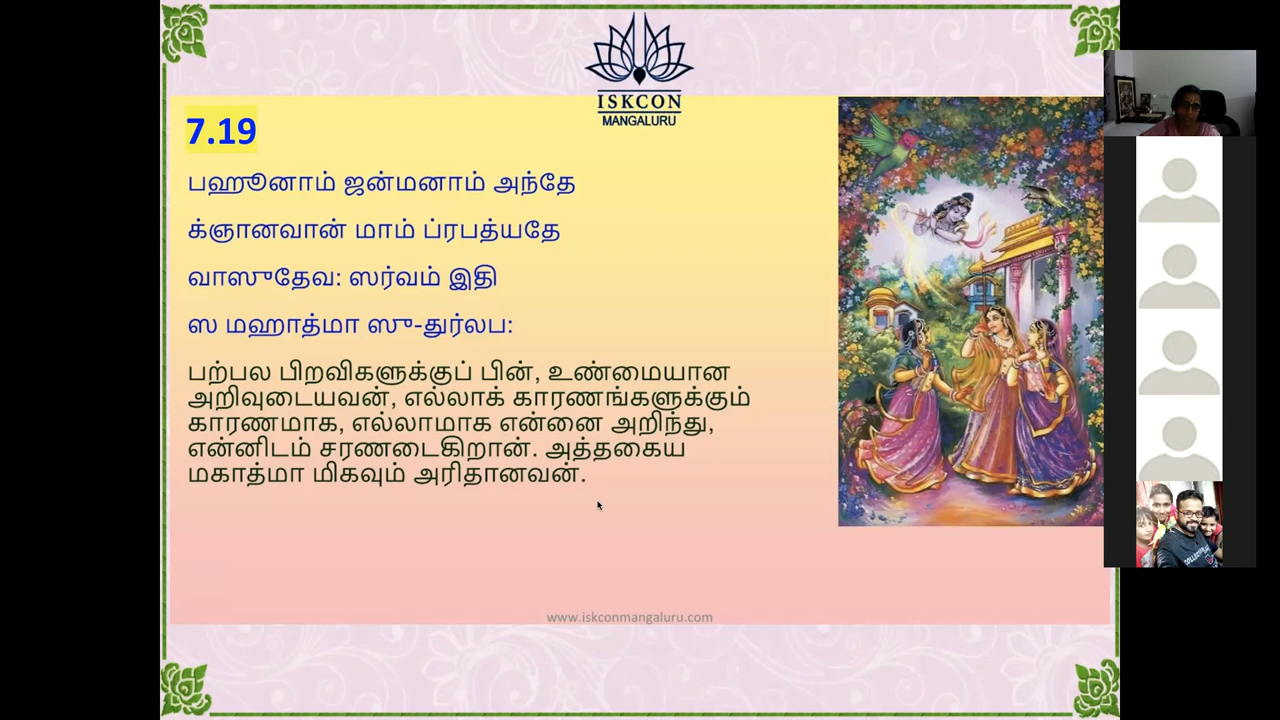 ISKCON
MANGALURU
7.19
பஹூனாம் ஜன்மனாம் அந்தே
க்ஞானவான் மாம் ப்ரபத்யதே
வாஸுதேவ: ஸர்வம் இதி
ஸ மஹாத்மா ஸு-துர்லப:
பற்பல பிறவிகளுக்குப் பின், உண்மையான
அறிவுடையவன், எல்லாக் காரணங்களுக்கும்
காரணமாக, எல்லாமாக என்னை அறிந்து,
என்னிடம் சரணடைகிறான். அத்தகைய
மகாத்மா மிகவும் அரிதானவன்.
www.iskconmangaluru.com